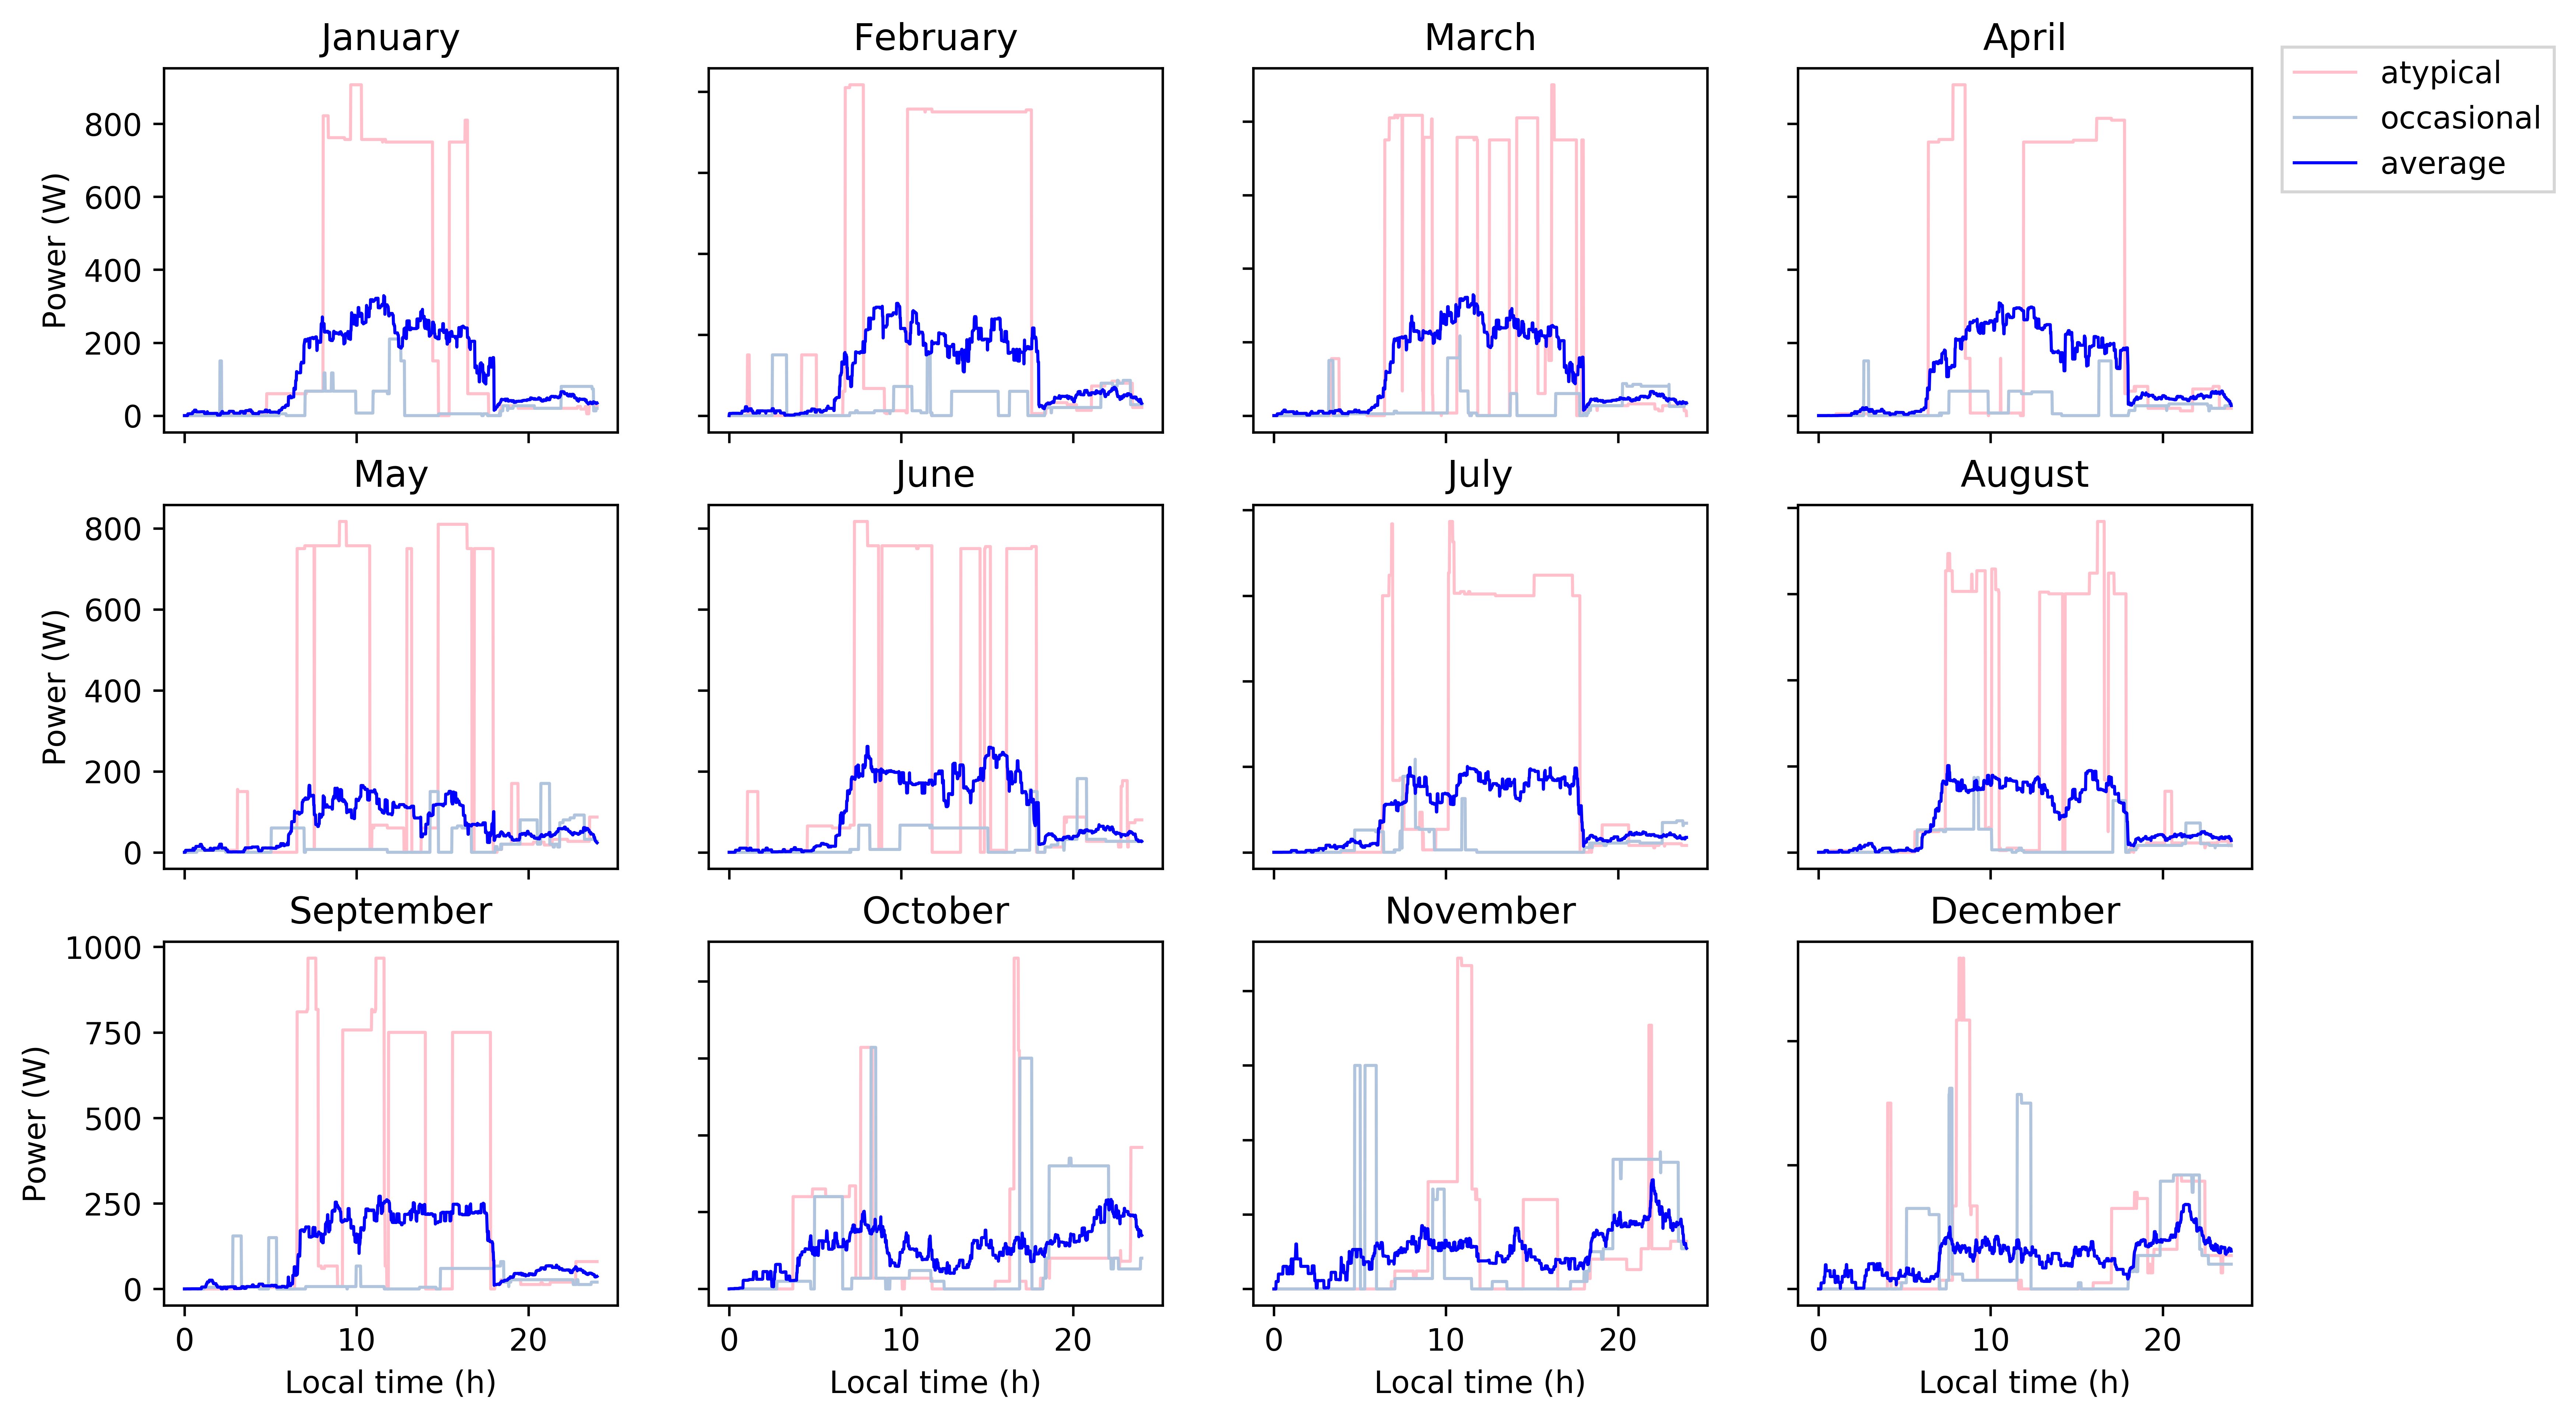 January
February
March
April
atypical
occasional
average
Power (W)
800
600
400
200
0
May
June
July
August
Power (W)
800
600
400
200
0
September
October
November
December
Power (W)
1000
750
500
250
0
0 10 20
0 10 20
0 10 20
0 10 20
Local time (h)
Local time (h)
Local time (h)
Local time (h)